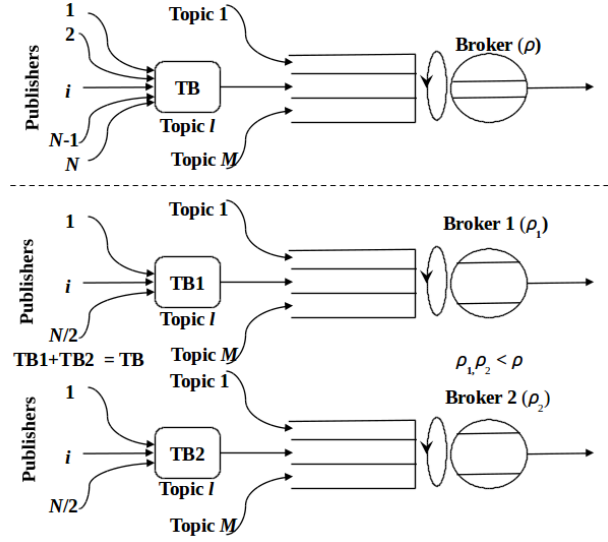 1
2
i
N-1
N
Publishers
TB
Topic l
Topic 1
Topic M
Broker (ρ)
1
i
N/2
Publishers
TB1
Topic l
Topic 1
Topic M
Broker 1 (ρ1)
TB1+TB2 = TB
ρ1,ρ2 < ρ
1
i
N/2
Publishers
TB2
Topic l
Topic 1
Topic M
Broker 2 (ρ2)